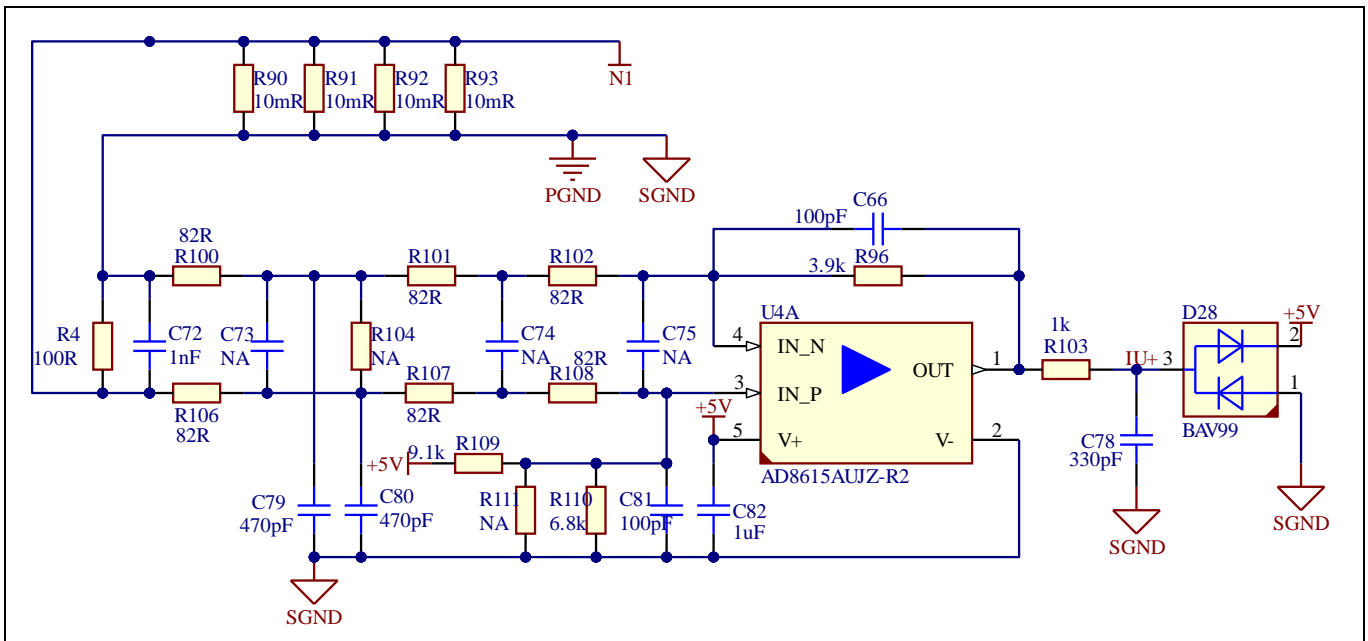 R90
10mR
R91
10mR
R92
10mR
R93
10mR
N1
PGND
SGND
82R
R100
R101
82R
R102
82R
100pF
C66
3.9k
R96
R4
100R
C72
1nF
C73
NA
R104
NA
C74
NA
C75
NA
R106
82R
R107
82R
82R
R108
U4A
4
IN_N
3
IN_P
5
V+
OUT
1
V-
2
AD8615AUJZ-R2
+5V
1k
R103
IU+
3
D28
+5V
2
1
BAV99
C78
330pF
SGND
SGND
+5V
9.1k
R109
C79
470pF
C80
470pF
R111
NA
R110
6.8k
C81
100pF
C82
1uF
SGND